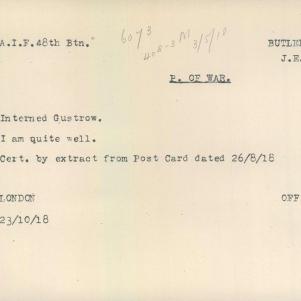 A.I.F. 48th Btn." 6073 BUTLE
408-3 M 3/5/18 J.E.
P. OF WAR.
Interned Gustrow.
I am quite well.
Cert. by extract from Post Card dated 26/8/18
LONDON OFF
23/10/18